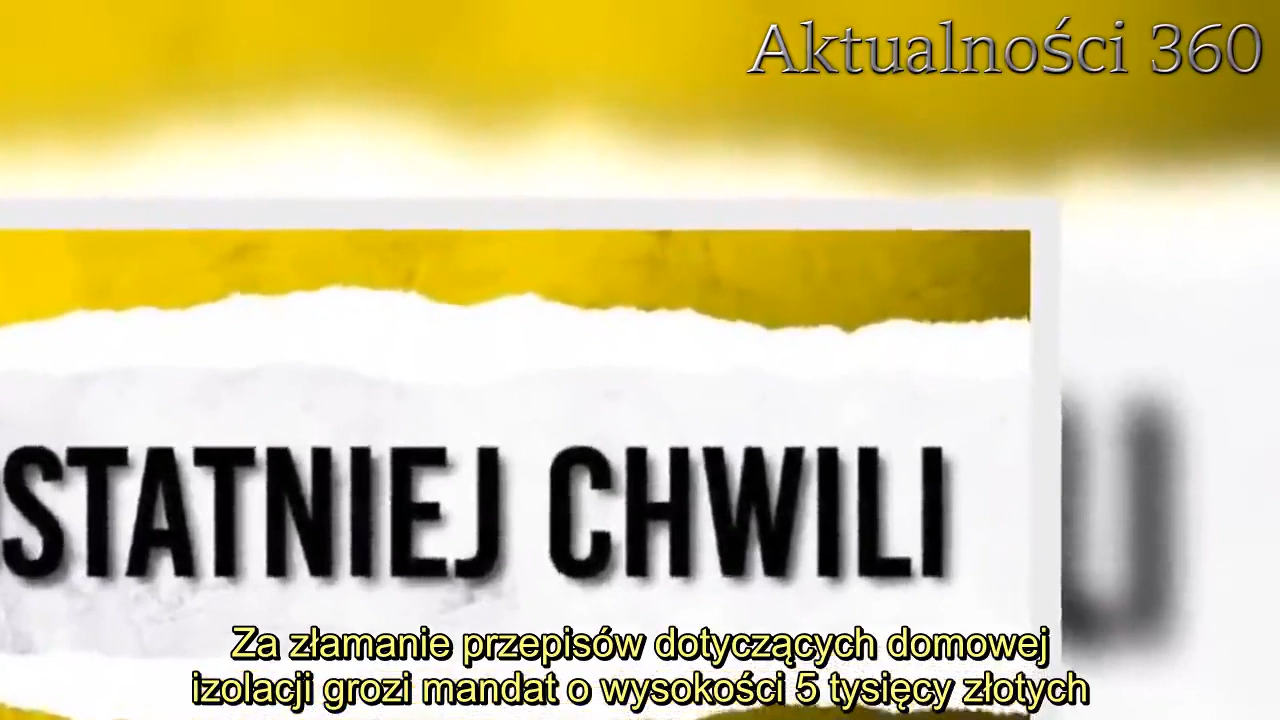 Aktualności 360
STATNIEJ CHWILI
Za złamanie przepisów dotyczących domowej
izolacji grozi mandat o wysokości 5 tysięcy złotych